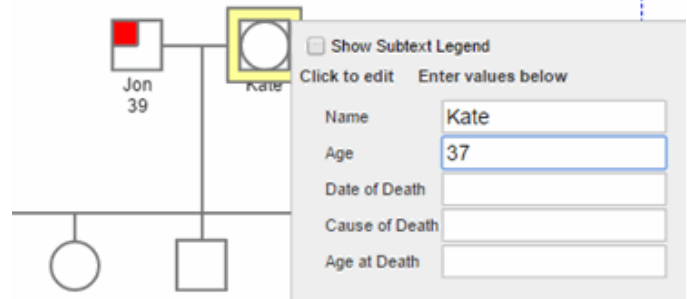 Show Subtext Legend
Click to edit Enter values below
Jon
39
Kate
Name Kate
Age 37
Date of Death
Cause of Death
Age at Death